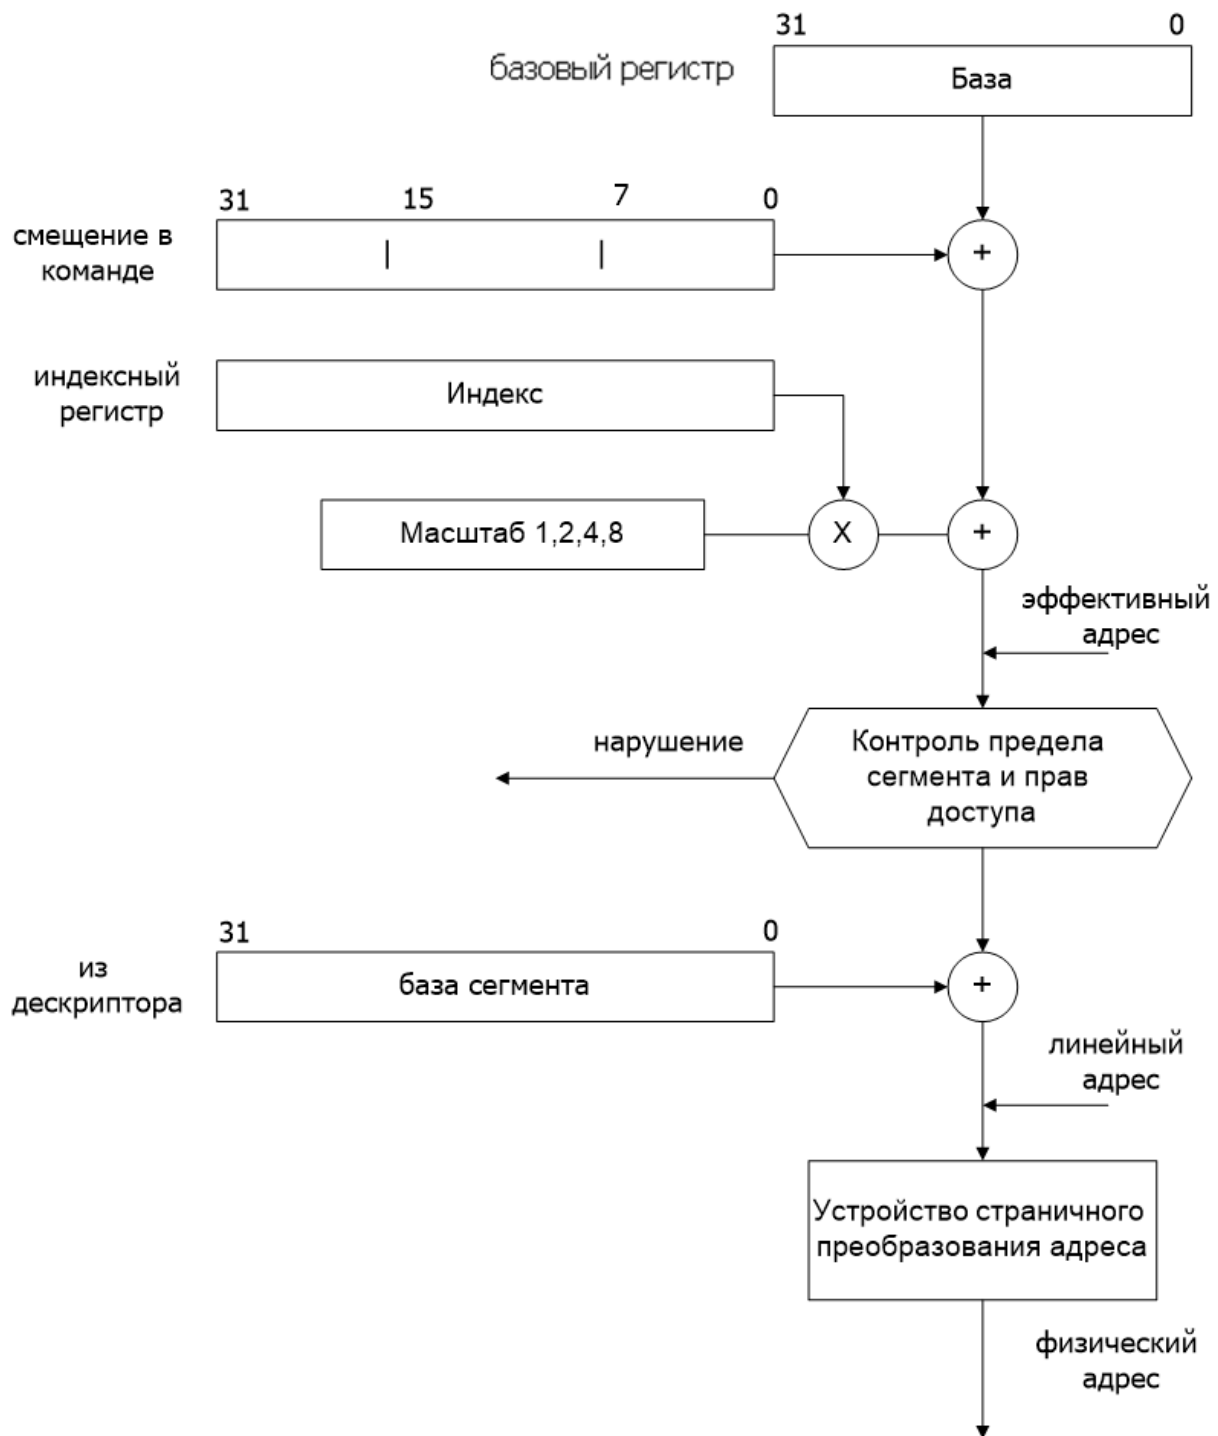 31 0
базовый регистр
База
31 15 7 0
смещение в
команде
+
индексный
регистр
Индекс
Масштаб 1,2,4,8
X
+
эффективный
адрес
нарушение
Контроль предела
сегмента и прав
доступа
31 0
из
дескриптора
база сегмента
+
линейный
адрес
Устройство страничного
преобразования адреса
физический
адрес